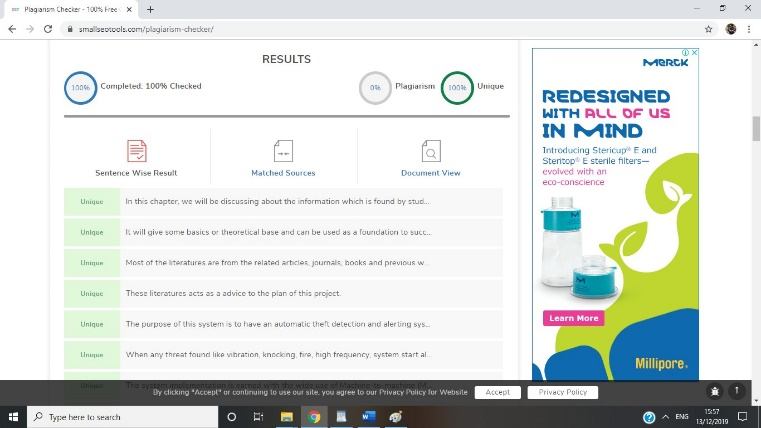 Plagiarism Checker - 100% Free
smallseotools.com/plagiarism-checker/
RESULTS
100%
Completed: 100% Checked
0%
Plagiarism
100%
Unique
Sentence Wise Result
Matched Sources
Document View
Unique
In this chapter, we will be discussing about the information which is found by stud...
Unique
It will give some basics or theoretical base and can be used as a foundation to succ...
Unique
Most of the literatures are from the related articles, journals, books and previous w...
Unique
These literatures acts as a advice to the plan of this project.
Unique
The purpose of this system is to have an automatic theft detection and alerting sys...
Unique
When any threat found like vibration, knocking, fire, high frequency, system start al...
By clicking "Accept" or continuing to use our site, you agree to our Privacy Policy for Website
Accept
Privacy Policy
MERCK
REDESIGNED
WITH ALL OF US
IN MIND
Introducing Stericup® E and
Steritop® E sterile filters—
evolved with an
eco-conscience
Learn More
Millipore®
Type here to search
ENG
15:57
13/12/2019